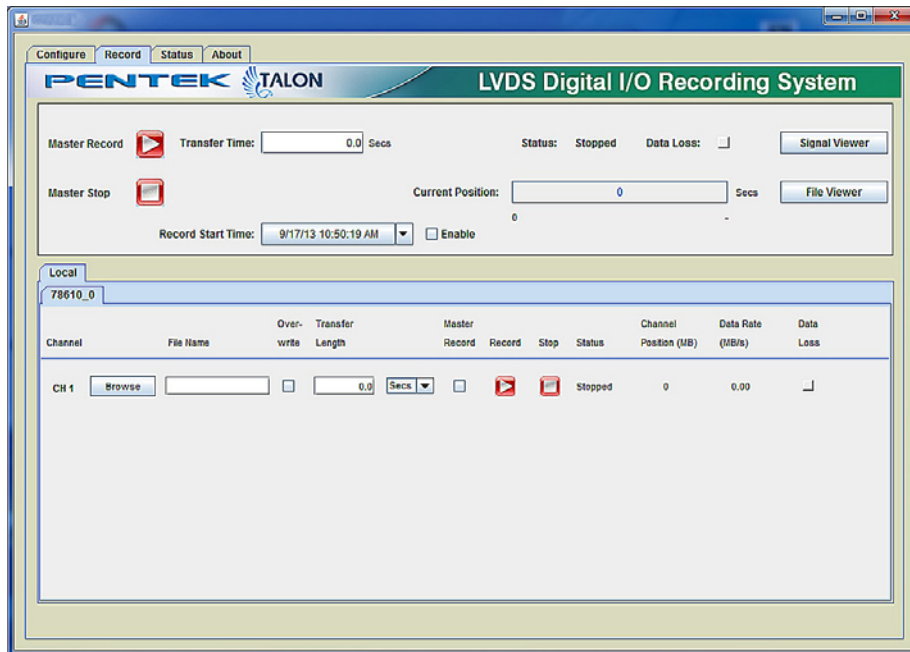 Configure Record Status About
PENTEK TALON LVDS Digital I/O Recording System
Master Record Transfer Time: 0.0 Secs Status: Stopped Data Loss: Signal Viewer
Master Stop Current Position: 0 Secs File Viewer
0 -
Record Start Time: 9/17/13 10:50:19 AM Enable
Local
78610_0
Over- Transfer Master Channel Data Rate Data
Channel File Name write Length Record Record Stop Status Position (MB) (MB/s) Loss
CH 1 Browse 0.0 Secs Stopped 0 0.00